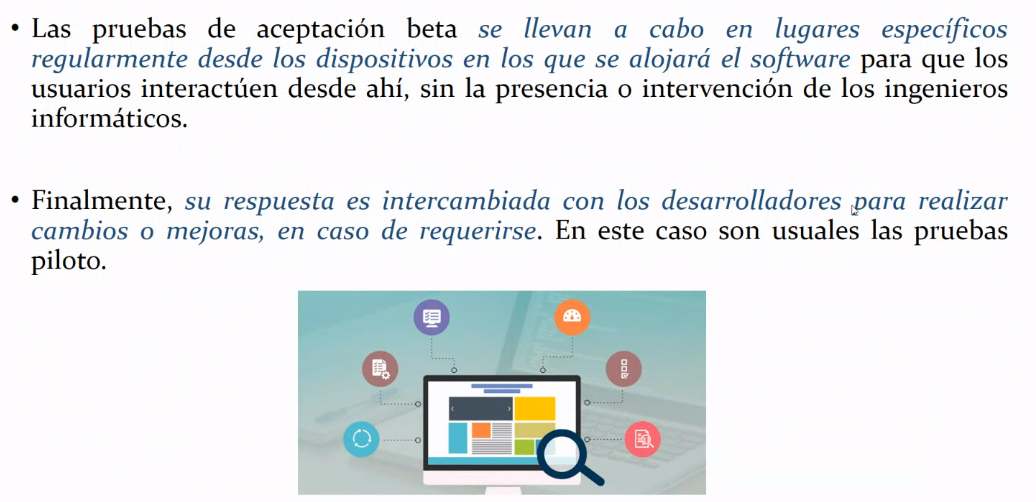 • Las pruebas de aceptación beta se llevan a cabo en lugares específicos
regularmente desde los dispositivos en los que se alojará el software para que los
usuarios interactúen desde ahí, sin la presencia o intervención de los ingenieros
informáticos.
• Finalmente, su respuesta es intercambiada con los desarrolladores para realizar
cambios o mejoras, en caso de requerirse. En este caso son usuales las pruebas
piloto.